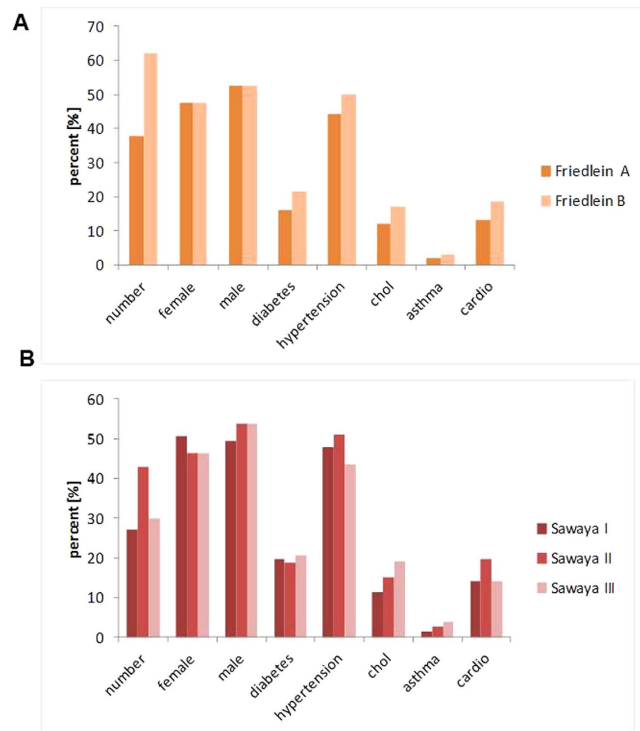 A
percent [%]
70
60
50
40
30
20
10
0
number
female
male
diabetes
hypertension
chol
asthma
cardio
Friedlein A
Friedlein B
B
percent [%]
60
50
40
30
20
10
0
number
female
male
diabetes
hypertension
chol
asthma
cardio
Sawaya I
Sawaya II
Sawaya III